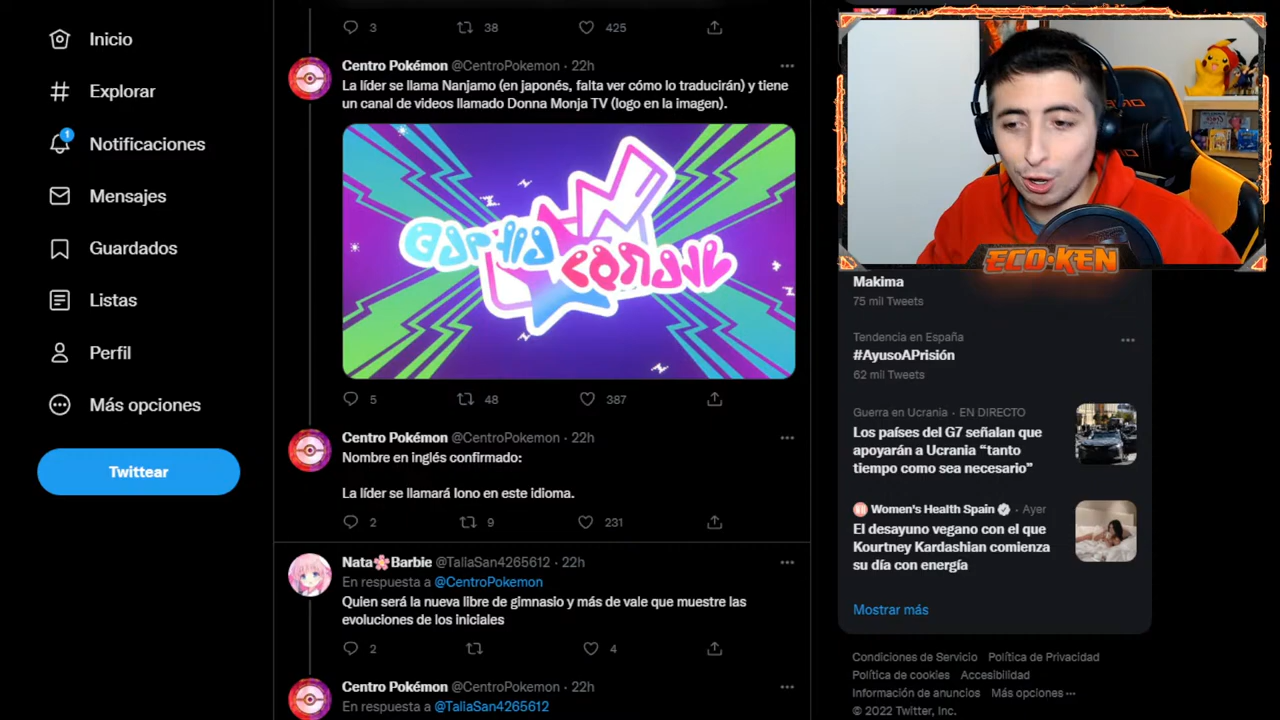 Inicio
Explorar
1
Notificaciones
Mensajes
Guardados
Listas
Perfil
Más opciones
Twittear
3 38 425
Centro Pokémon @CentroPokemon · 22h
La líder se llama Nanjamo (en japonés, falta ver cómo lo traducirán) y tiene
un canal de videos llamado Donna Monja TV (logo en la imagen).
5 48 387
Centro Pokémon @CentroPokemon · 22h
Nombre en inglés confirmado:
La líder se llamará Iono en este idioma.
2 9 231
Nata🌸Barbie @TallaSan4265612 · 22h
En respuesta a @CentroPokemon
Quien será la nueva libre de gimnasio y más de vale que muestre las
evoluciones de los iniciales
2 4
Centro Pokémon @CentroPokemon · 22h
En respuesta a @TallaSan4265612
ECO·KEN
Makima
75 mil Tweets
Tendencia en España
#AyusoAPrisión
62 mil Tweets
Guerra en Ucrania · EN DIRECTO
Los países del G7 señalan que
apoyarán a Ucrania “tanto
tiempo como sea necesario”
Women's Health Spain · Ayer
El desayuno vegano con el que
Kourtney Kardashian comienza
su día con energía
Mostrar más
Condiciones de Servicio Política de Privacidad
Política de cookies Accesibilidad
Información de anuncios Más opciones ···
© 2022 Twitter, Inc.